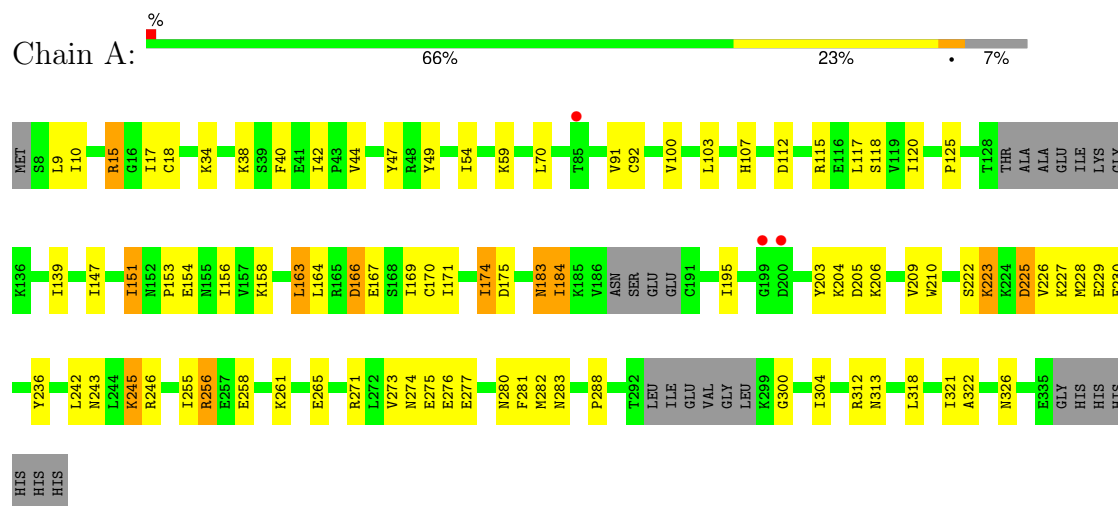 %
Chain A:
66% 23% • 7%
MET S8 L9 I10 R15 G16 I17 C18 K34 K38 S39 F40 E41 I42 P43 V44 Y47 R48 Y49 I54 K59 L70 T85 V91 C92 V100 L103 H107 D112 R115 E116 L117 S118 V119 I120 P125 T128 THR ALA ALA GLU ILE LYS GLY
K136 I139 I147 I151 N152 P153 E154 N155 I156 V157 K158 L163 L164 R165 D166 E167 S168 I169 C170 I171 I174 D175 N183 I184 K185 V186 ASN SER GLU GLU C191 I195 G199 D200 Y203 K204 D205 K206 V209 W210 S222 K223 K224 D225 V226 K227 M228 E229
Y236 L242 N243 L244 K245 R246 I255 R256 E257 E258 K261 E265 R271 L272 V273 N274 E275 E276 E277 N280 F281 M282 N283 P288 T292 LEU ILE GLU VAL GLY LEU K299 G300 I304 R312 N313 L318 I321 A322 N326 E335 GLY HIS HIS HIS
HIS HIS HIS